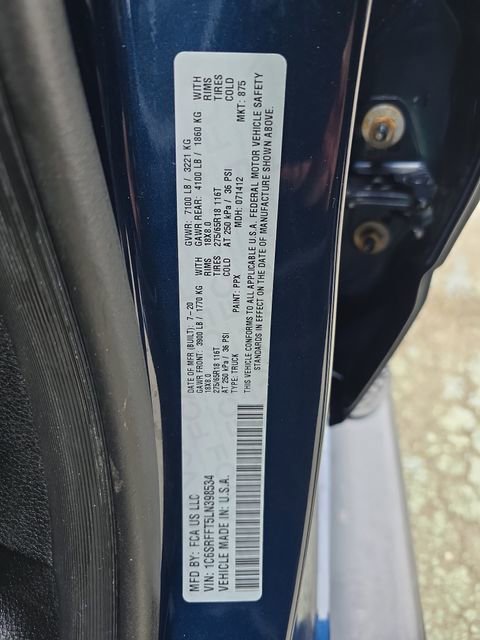 MFD BY: FCA US LLC
VIN: 1C6SRFFT5LN398534
VEHICLE MADE IN: U.S.A.
DATE OF MFR (BUILT): 7-20 GVWR: 7100 LB / 3221 KG
GAWR FRONT: 3900 LB / 1770 KG WITH GAWR REAR: 4100 LB / 1860 KG WITH
18X8.0 RIMS 18X8.0 RIMS
275/65R18 116T TIRES 275/65R18 116T TIRES
AT 250 kPa / 36 PSI COLD AT 250 kPa / 36 PSI COLD
TYPE: TRUCK PAINT: PPX MDH: 071412 MKT: 875
THIS VEHICLE CONFORMS TO ALL APPLICABLE U.S.A. FEDERAL MOTOR VEHICLE SAFETY
STANDARDS IN EFFECT ON THE DATE OF MANUFACTURE SHOWN ABOVE.